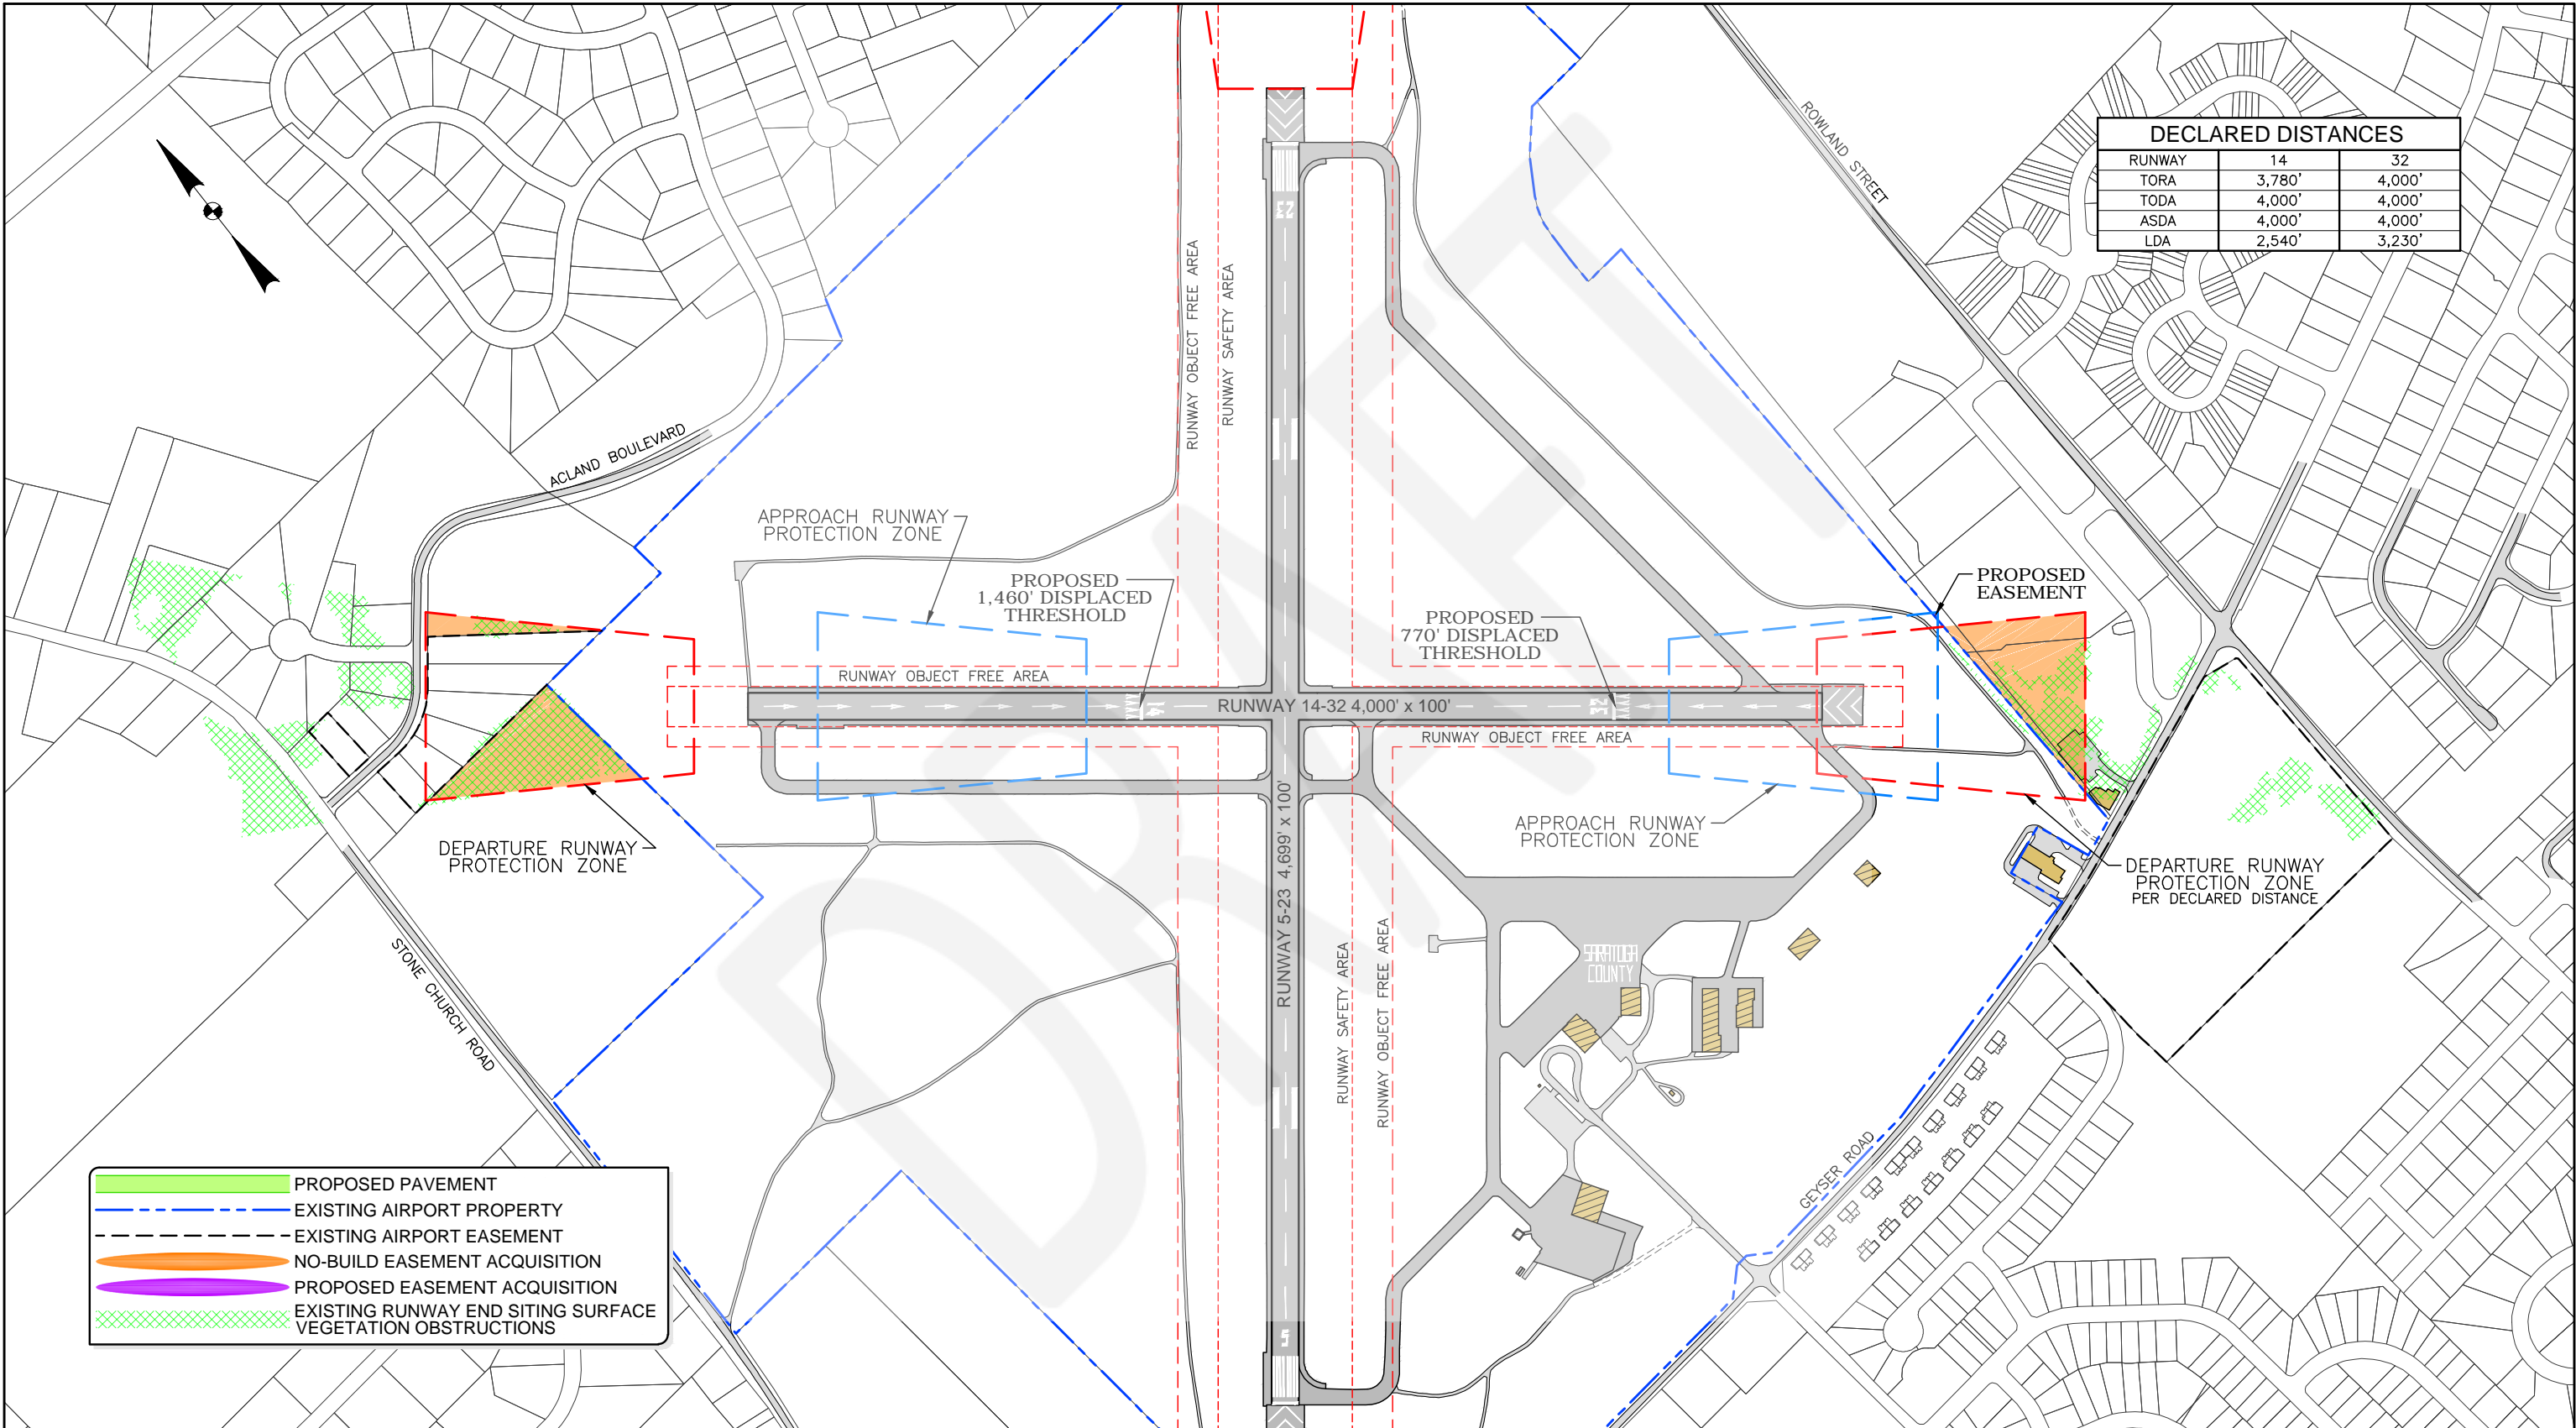 ROWLAND STREET
DECLARED DISTANCES
RUNWAY 14 32
TORA 3,780' 4,000'
TODA 4,000' 4,000'
ASDA 4,000' 4,000'
LDA 2,540' 3,230'
23
RUNWAY OBJECT FREE AREA
RUNWAY SAFETY AREA
ACLAND BOULEVARD
APPROACH RUNWAY
PROTECTION ZONE
PROPOSED
1,460' DISPLACED
THRESHOLD
PROPOSED
770' DISPLACED
THRESHOLD
PROPOSED
EASEMENT
RUNWAY OBJECT FREE AREA
14
RUNWAY 14-32 4,000' x 100'
32
RUNWAY OBJECT FREE AREA
DEPARTURE RUNWAY
PROTECTION ZONE
APPROACH RUNWAY
PROTECTION ZONE
DEPARTURE RUNWAY
PROTECTION ZONE
PER DECLARED DISTANCE
RUNWAY 5-23 4,699' x 100'
SARATOGA
COUNTY
STONE CHURCH ROAD
RUNWAY SAFETY AREA
RUNWAY OBJECT FREE AREA
GEYSER ROAD
5
DRAFT
PROPOSED PAVEMENT
EXISTING AIRPORT PROPERTY
EXISTING AIRPORT EASEMENT
NO-BUILD EASEMENT ACQUISITION
PROPOSED EASEMENT ACQUISITION
EXISTING RUNWAY END SITING SURFACE
VEGETATION OBSTRUCTIONS